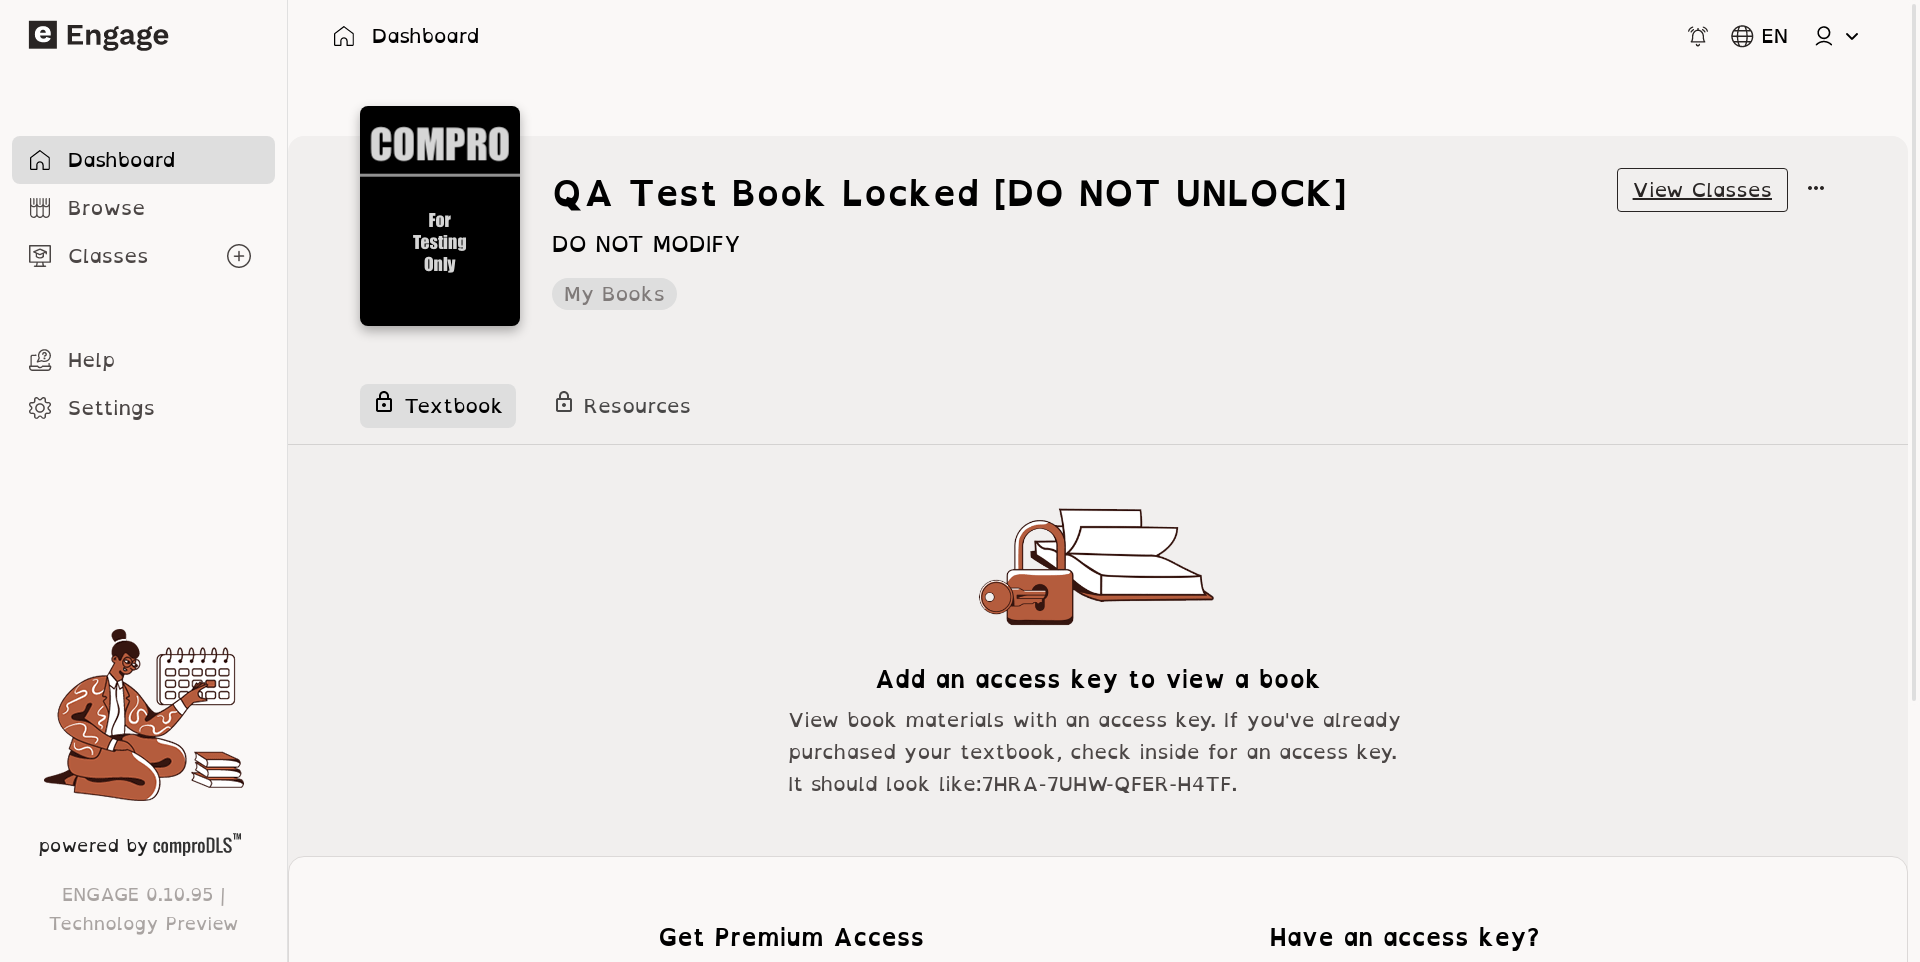 e Engage
Dashboard
EN
Dashboard
Browse
Classes
Help
Settings
powered by comproDLS™
ENGAGE 0.10.95 |
Technology Preview
COMPRO
For
Testing
Only
QA Test Book Locked [DO NOT UNLOCK]
DO NOT MODIFY
My Books
View Classes
Textbook
Resources
Add an access key to view a book
View book materials with an access key. If you've already
purchased your textbook, check inside for an access key.
It should look like:7HRA-7UHW-QFER-H4TF.
Get Premium Access
Have an access key?